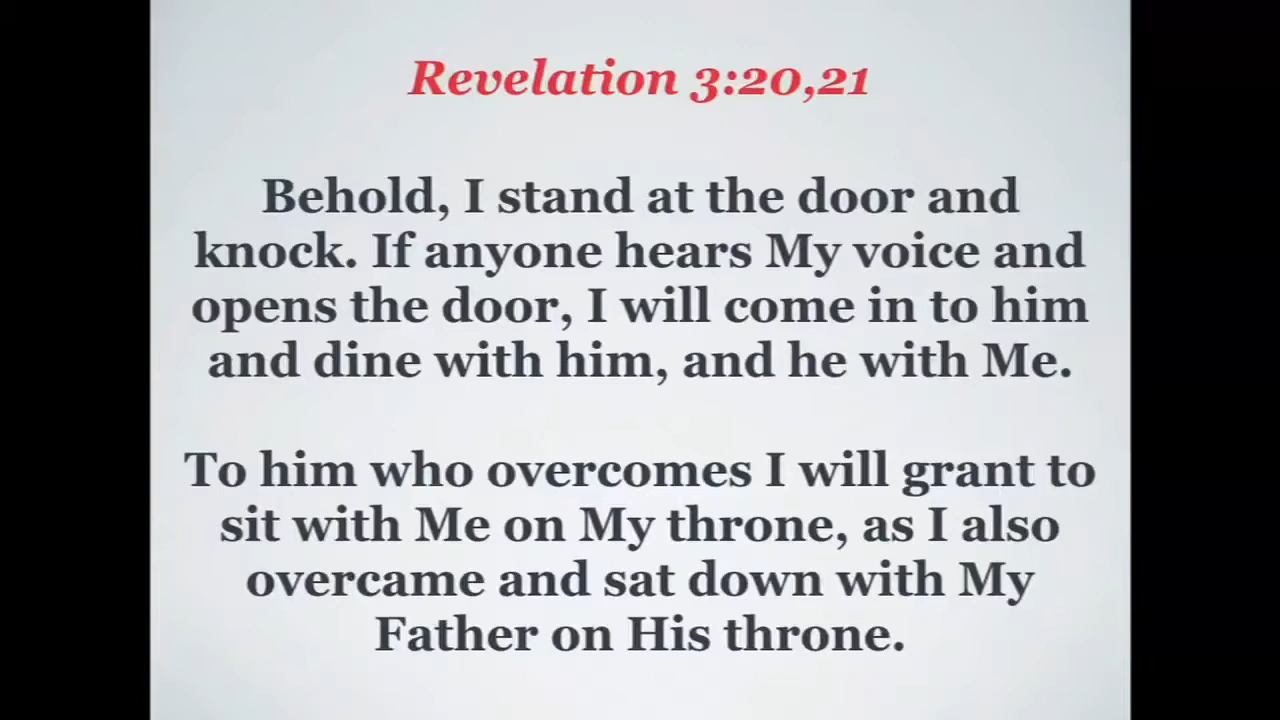 Revelation 3:20,21
Behold, I stand at the door and
knock. If anyone hears My voice and
opens the door, I will come in to him
and dine with him, and he with Me.
To him who overcomes I will grant to
sit with Me on My throne, as I also
overcame and sat down with My
Father on His throne.